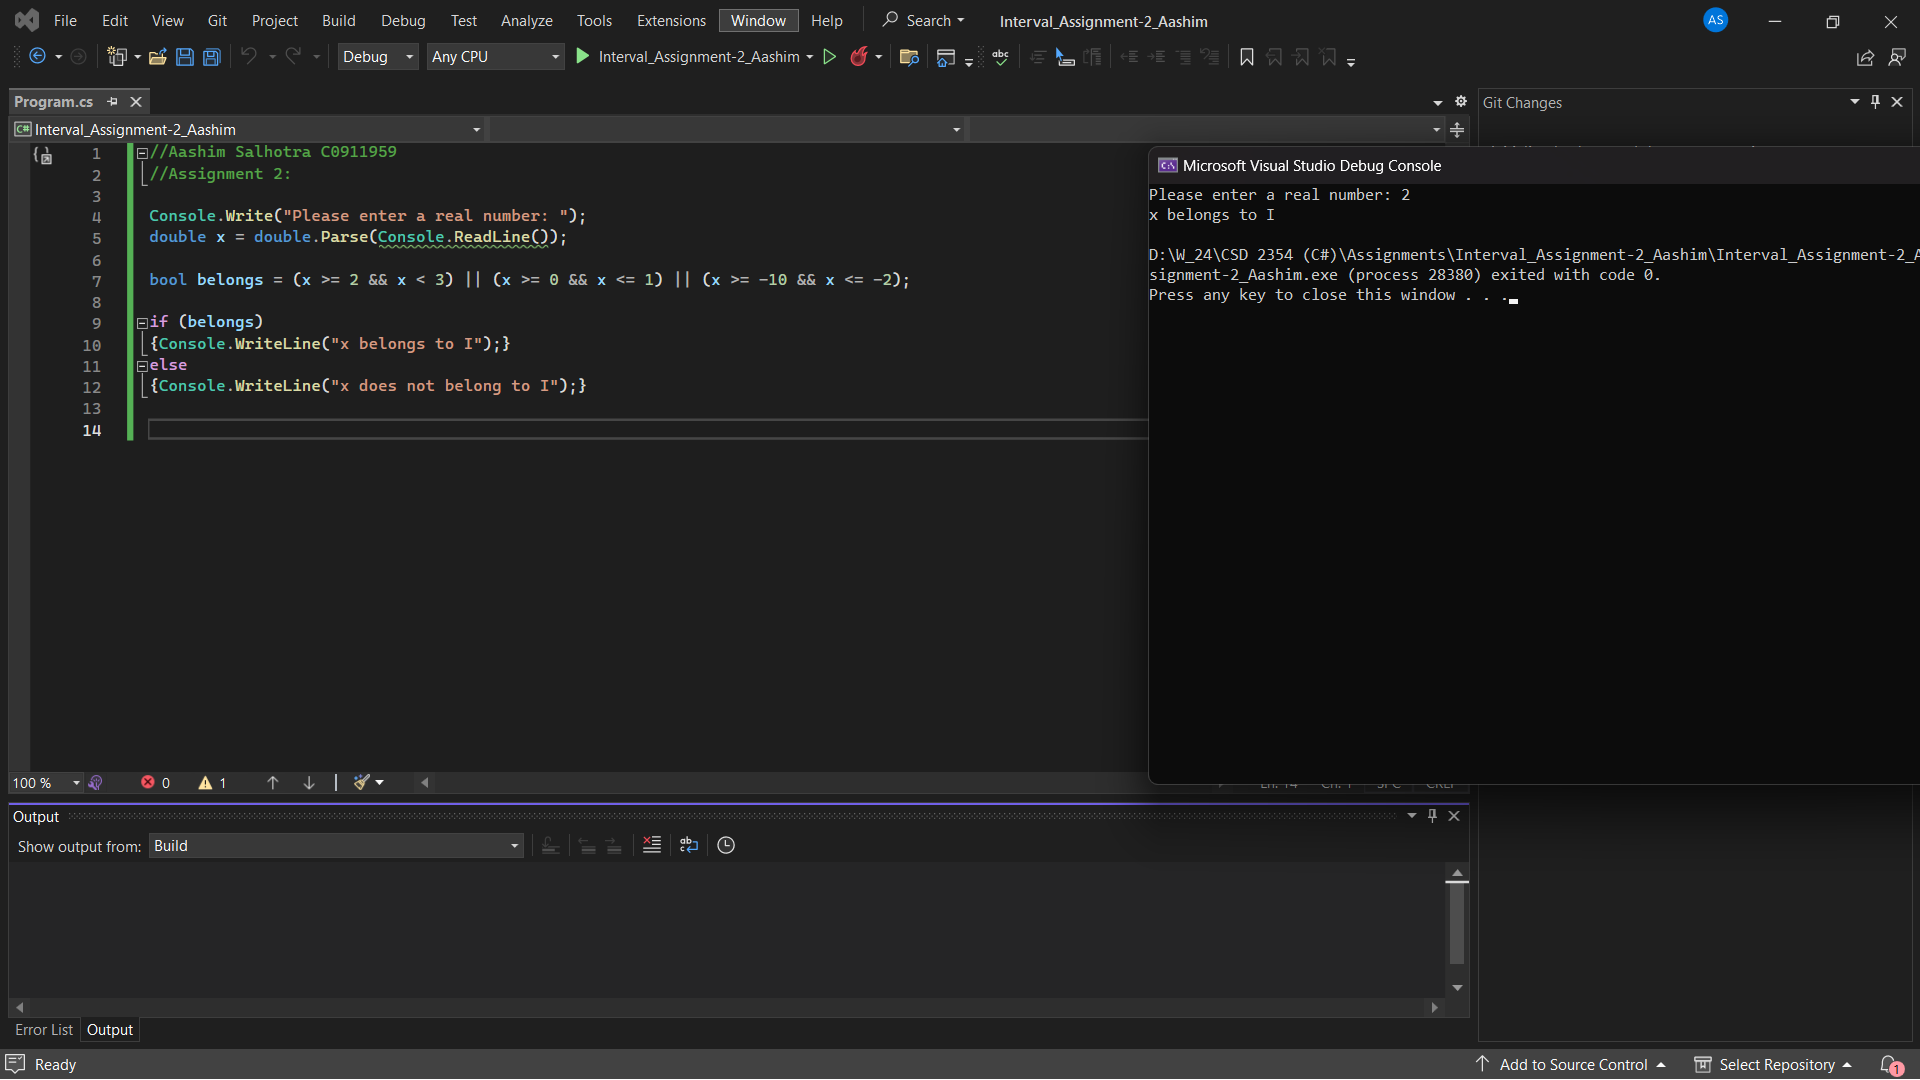 File Edit View Git Project Build Debug Test Analyze Tools Extensions Window Help Search Interval_Assignment-2_Aashim AS
Debug Any CPU Interval_Assignment-2_Aashim
Program.cs
Interval_Assignment-2_Aashim
1 //Aashim Salhotra C0911959
2 //Assignment 2:
3
4 Console.Write("Please enter a real number: ");
5 double x = double.Parse(Console.ReadLine());
6
7 bool belongs = (x >= 2 && x < 3) || (x >= 0 && x <= 1) || (x >= -10 && x <= -2);
8
9 if (belongs)
10 {Console.WriteLine("x belongs to I");}
11 else
12 {Console.WriteLine("x does not belong to I");}
13
14
100 % 0 1
Git Changes
Microsoft Visual Studio Debug Console
Please enter a real number: 2
x belongs to I
D:\W_24\CSD 2354 (C#)\Assignments\Interval_Assignment-2_Aashim\Interval_Assignment-2_A
signment-2_Aashim.exe (process 28380) exited with code 0.
Press any key to close this window . . .
Output
Show output from: Build
Error List Output
Ready Add to Source Control Select Repository 1